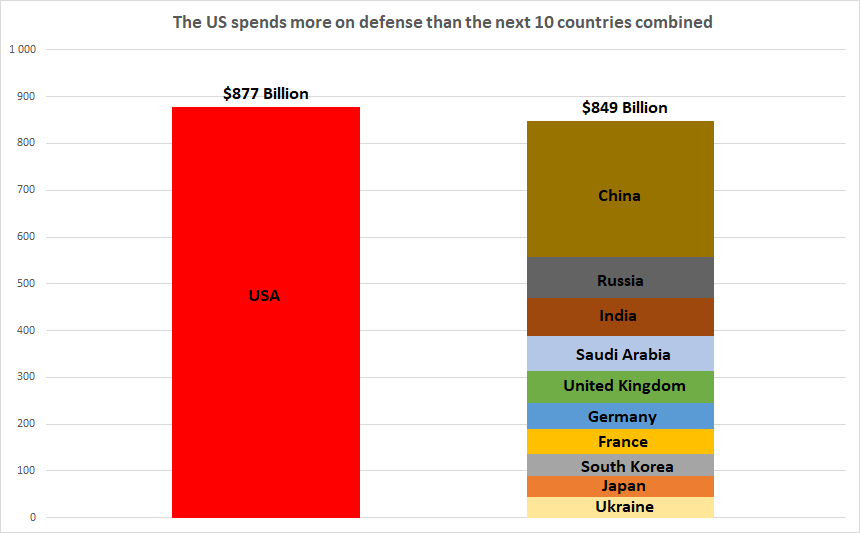 The US spends more on defense than the next 10 countries combined
1 000
900
800
700
600
500
400
300
200
100
0
$877 Billion
USA
$849 Billion
China
Russia
India
Saudi Arabia
United Kingdom
Germany
France
South Korea
Japan
Ukraine